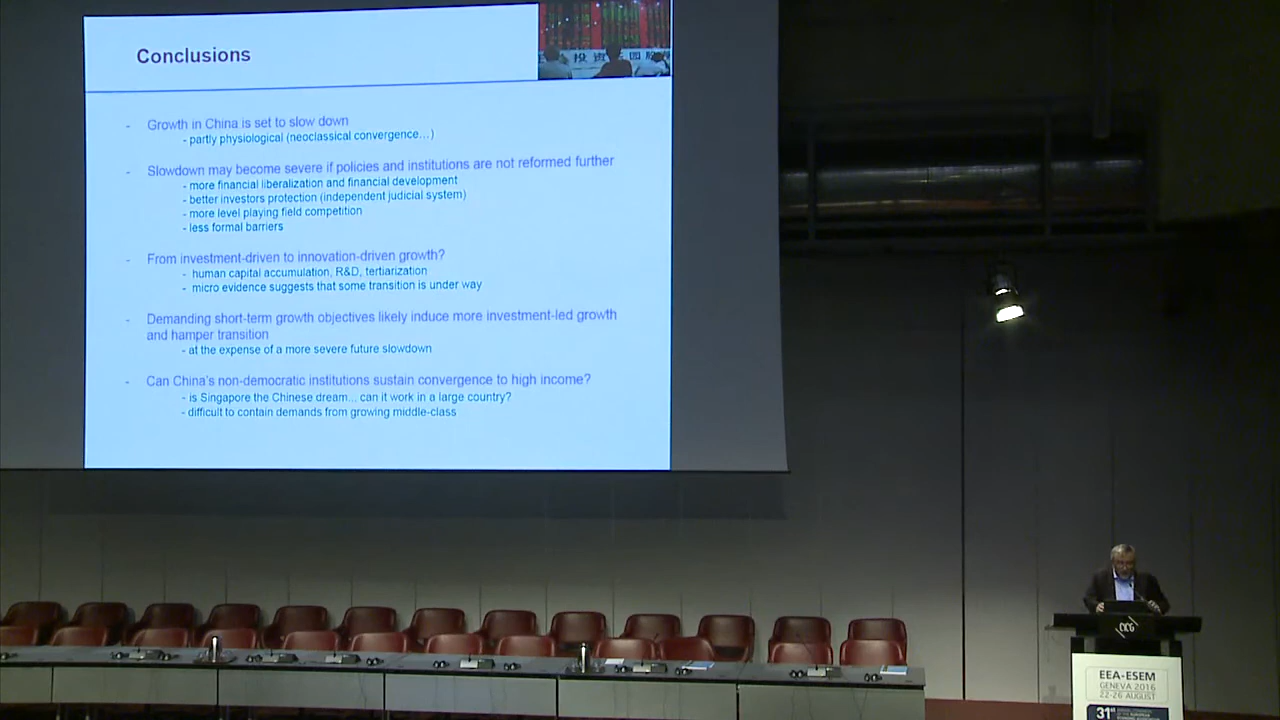 Conclusions
投资
- Growth in China is set to slow down
- partly physiological (neoclassical convergence...)
- Slowdown may become severe if policies and institutions are not reformed further
- more financial liberalization and financial development
- better investors protection (independent judicial system)
- more level playing field competition
- less formal barriers
- From investment-driven to innovation-driven growth?
- human capital accumulation, R&D, tertiarization
- micro evidence suggests that some transition is under way
- Demanding short-term growth objectives likely induce more investment-led growth
and hamper transition
- at the expense of a more severe future slowdown
- Can China's non-democratic institutions sustain convergence to high income?
- is Singapore the Chinese dream... can it work in a large country?
- difficult to contain demands from growing middle-class
CICG
EEA-ESEM
GENEVA 2016
22-26 AUGUST
31st